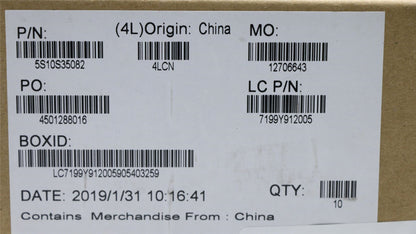 P/N: (4L)Origin: China MO:
5S10S35082 4LCN 12706643
PO: LC P/N:
4501288016 7199Y912005
BOXID:
LC7199Y912005905403259
DATE: 2019/1/31 10:16:41 QTY:
10
Contains Merchandise From : China